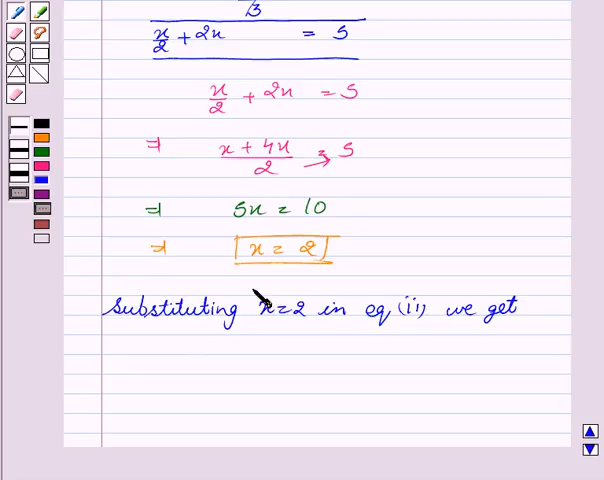 3
x/2 + 2x = 5
x/2 + 2x = 5
⇒ x + 4x/2 = 5
⇒ 5x = 10
⇒ x = 2
Substituting x=2 in eq (ii) we get